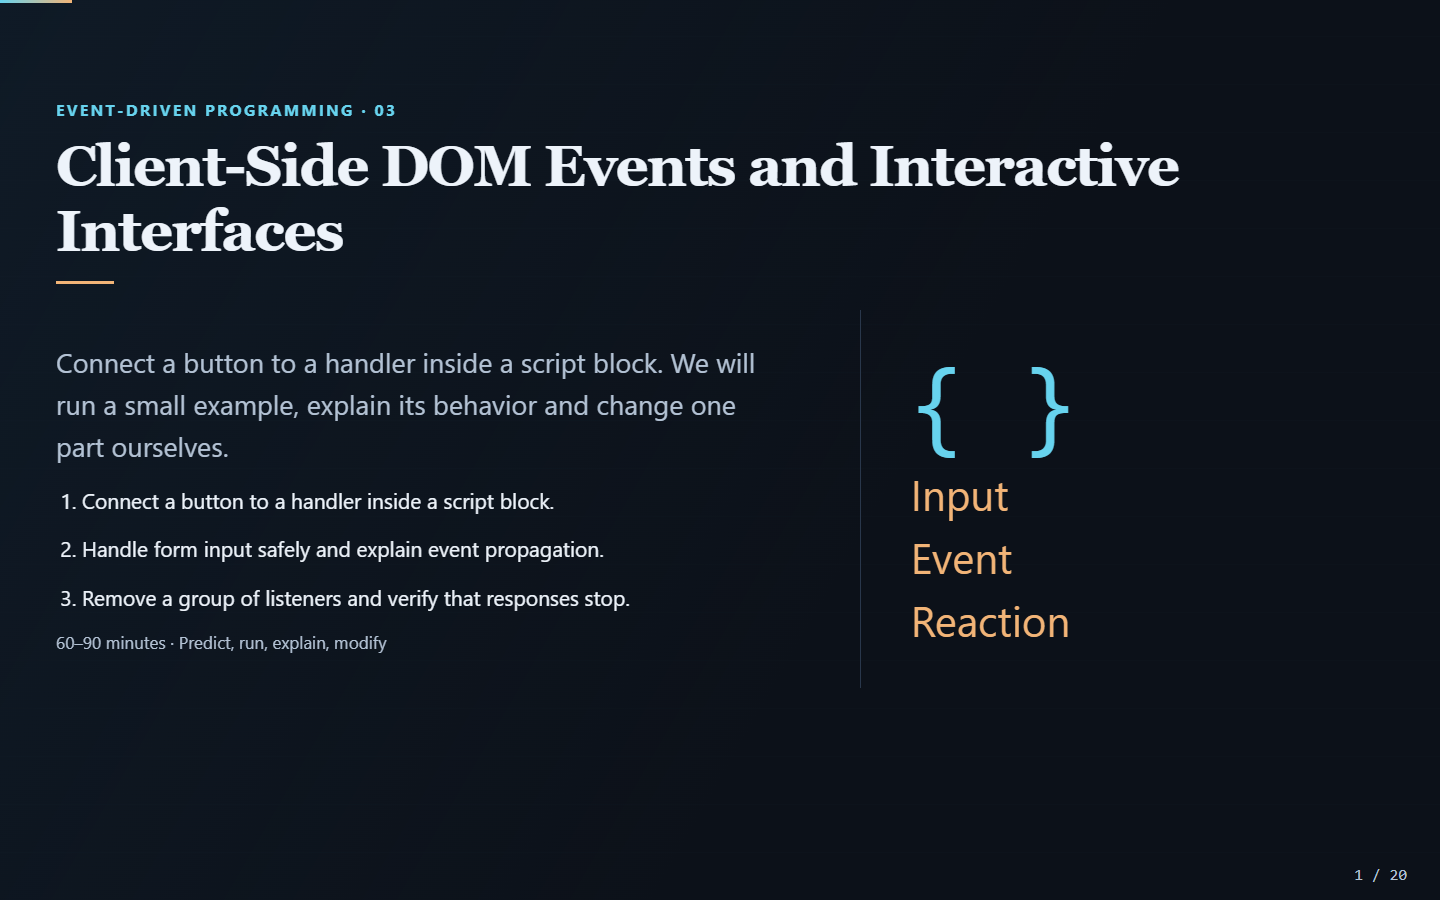 EVENT-DRIVEN PROGRAMMING · 03
Client-Side DOM Events and Interactive
Interfaces
Connect a button to a handler inside a script block. We will
run a small example, explain its behavior and change one
part ourselves.
1. Connect a button to a handler inside a script block.
2. Handle form input safely and explain event propagation.
3. Remove a group of listeners and verify that responses stop.
60–90 minutes · Predict, run, explain, modify
{ }
Input
Event
Reaction
1 / 20